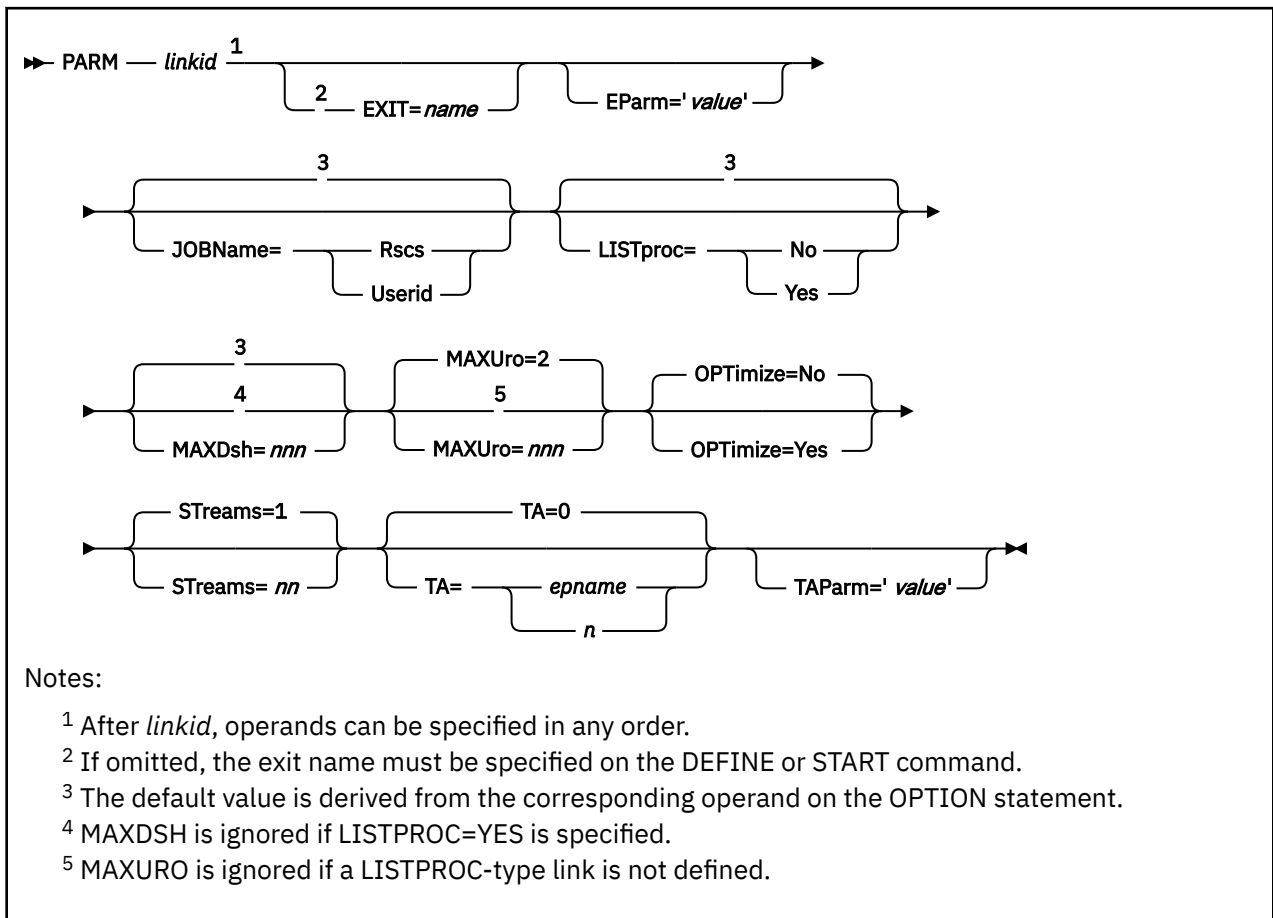 1
PARM linkid
2
EXIT=name
EParm=' value'
3 3
JOBName= Rscs LISTproc= No
Userid Yes
3 MAXUro=2 OPTimize=No
4 5
MAXDsh= nnn MAXUro= nnn OPTimize=Yes
STreams=1 TA=0
STreams= nn TA= epname TAParm=' value'
n
Notes:
1 After linkid, operands can be specified in any order.
2 If omitted, the exit name must be specified on the DEFINE or START command.
3 The default value is derived from the corresponding operand on the OPTION statement.
4 MAXDSH is ignored if LISTPROC=YES is specified.
5 MAXURO is ignored if a LISTPROC-type link is not defined.